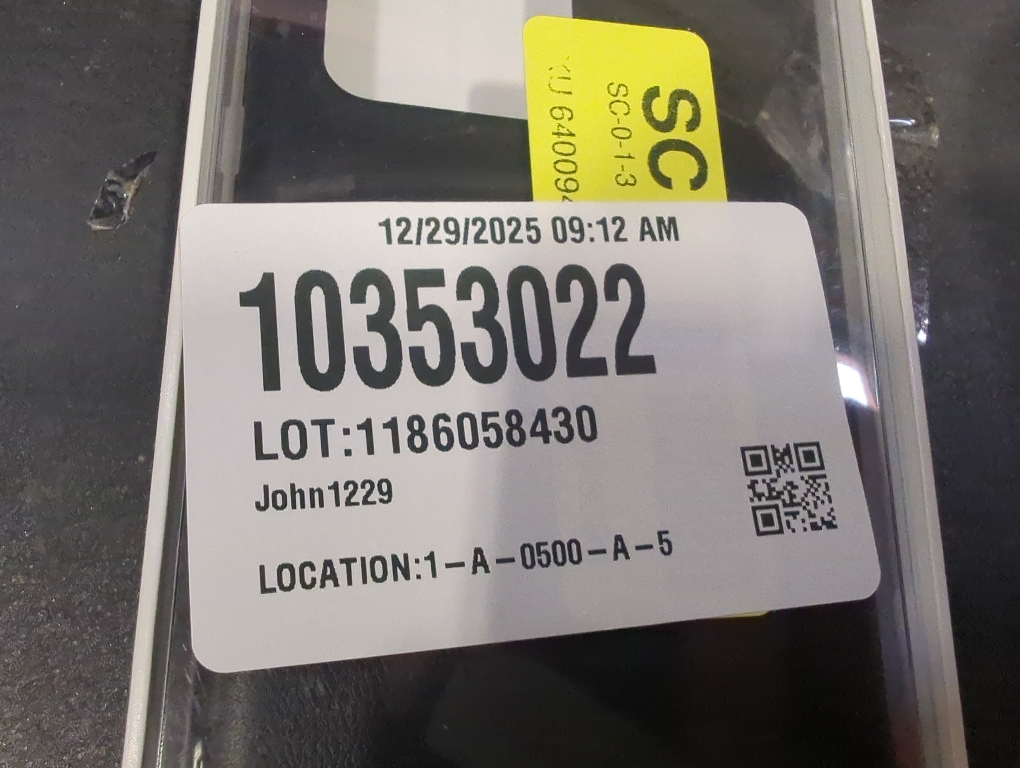 SC
SC-0-1-3
12/29/2025 09:12 AM
10353022
LOT:1186058430
John1229
LOCATION:1-A-0500-A-5